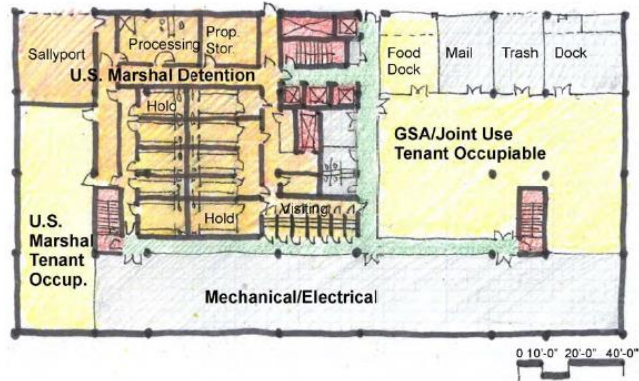 Sallyport
Processing
Prop.
Stor.
Food
Dock
Mail
Trash
Dock
U.S. Marshal Detention
Hold
GSA/Joint Use
Tenant Occupiable
U.S.
Marshal
Tenant
Occup.
Hold
Visiting
Mechanical/Electrical
0 10'-0" 20'-0" 40'-0"